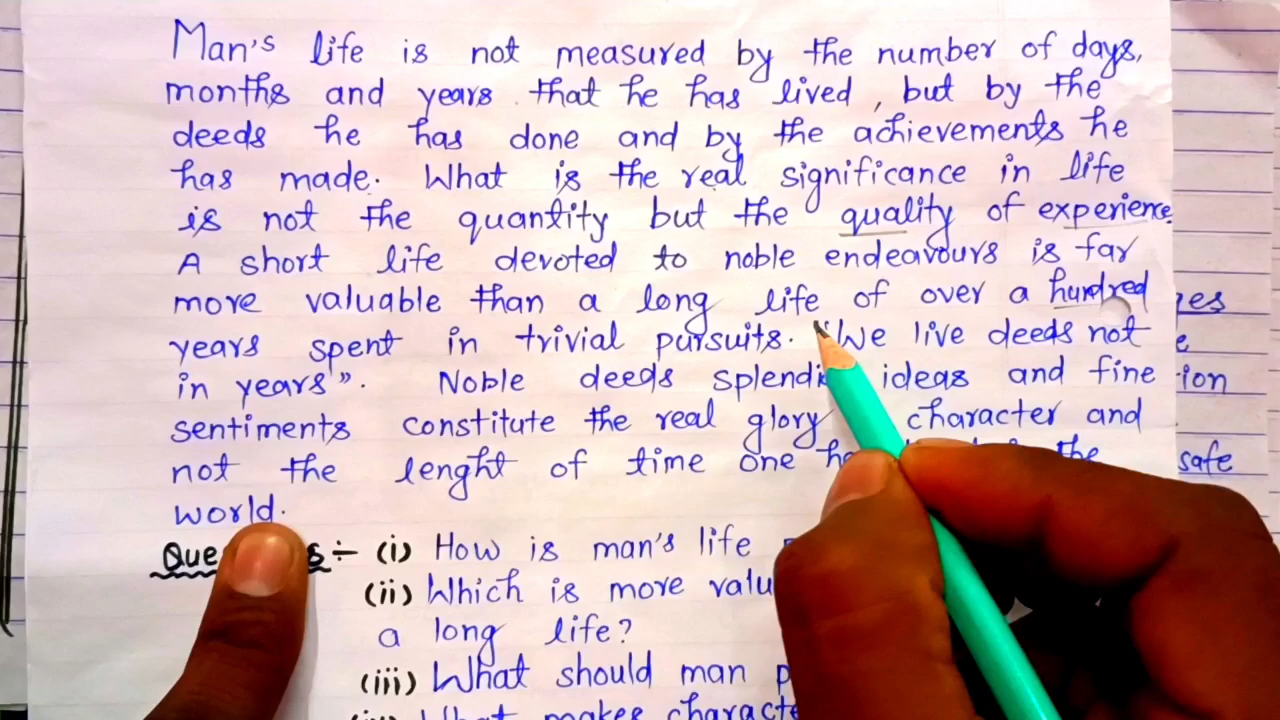 Man's life is not measured by the number of days,
months and years that he has lived, but by the
deeds he has done and by the achievements he
has made. What is the real significance in life
is not the quantity but the quality of experience
A short life devoted to noble endeavours is far
more valuable than a long life of over a hundred
years spent in trivial pursuits. "We live deeds not
in years". Noble deeds ideas and fine
sentiments constitute the real glory character and
not the lenght of time one the
world.
(i) How is man's life
(ii) Which is more
a long life?
(iii) What should man
What makes
safe